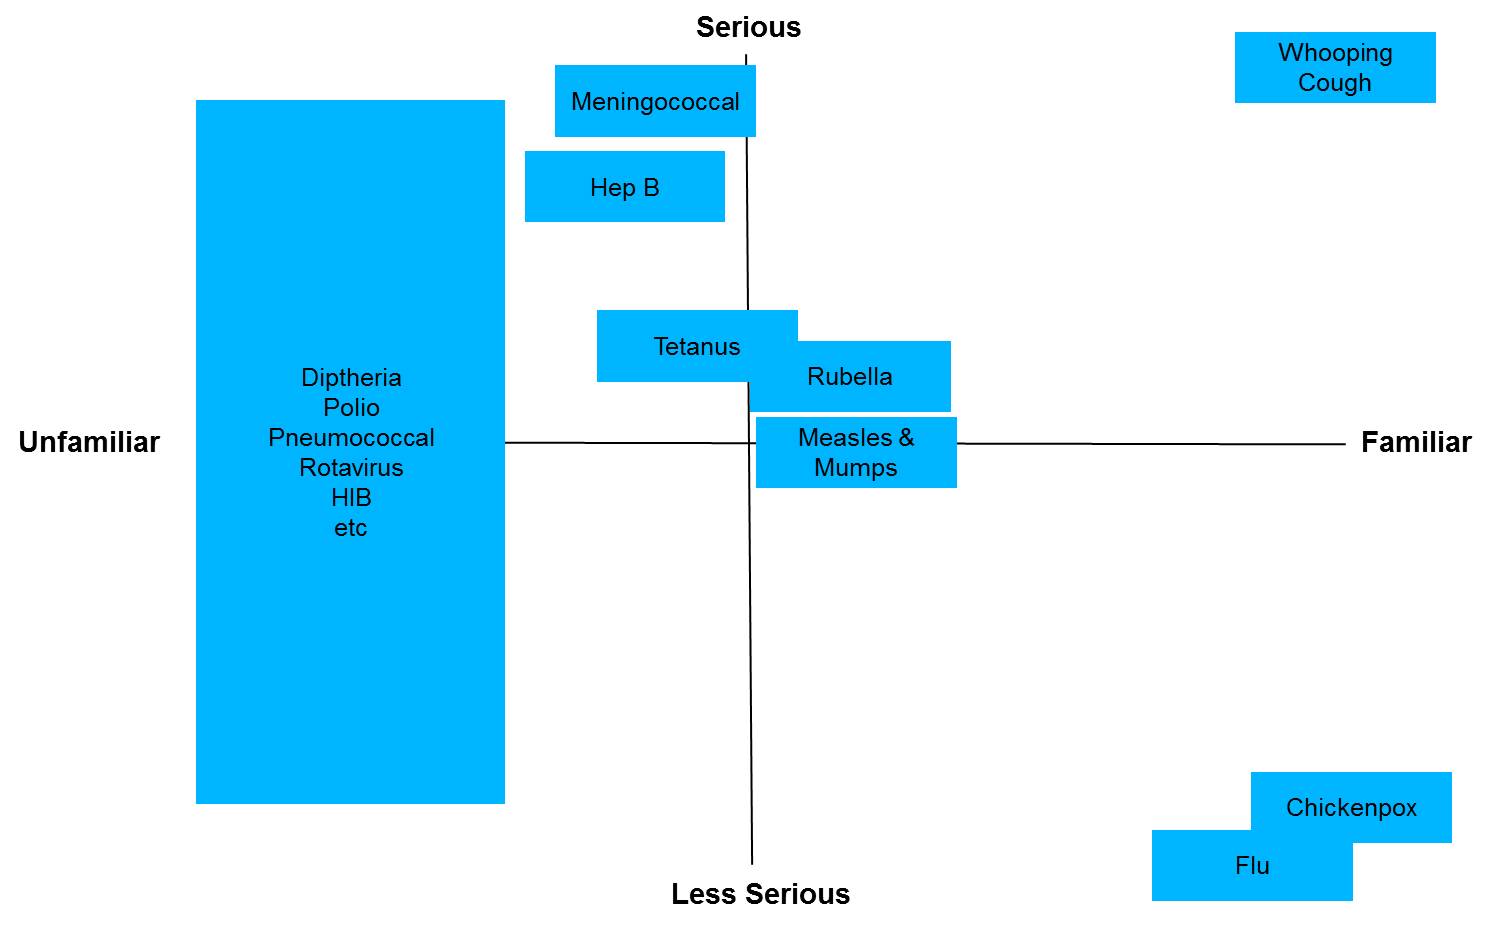 Serious
Whooping
Cough
Meningococcal
Hep B
Tetanus
Rubella
Diptheria
Polio
Pneumococcal
Rotavirus
HIB
etc
Unfamiliar
Measles &
Mumps
Familiar
Chickenpox
Flu
Less Serious